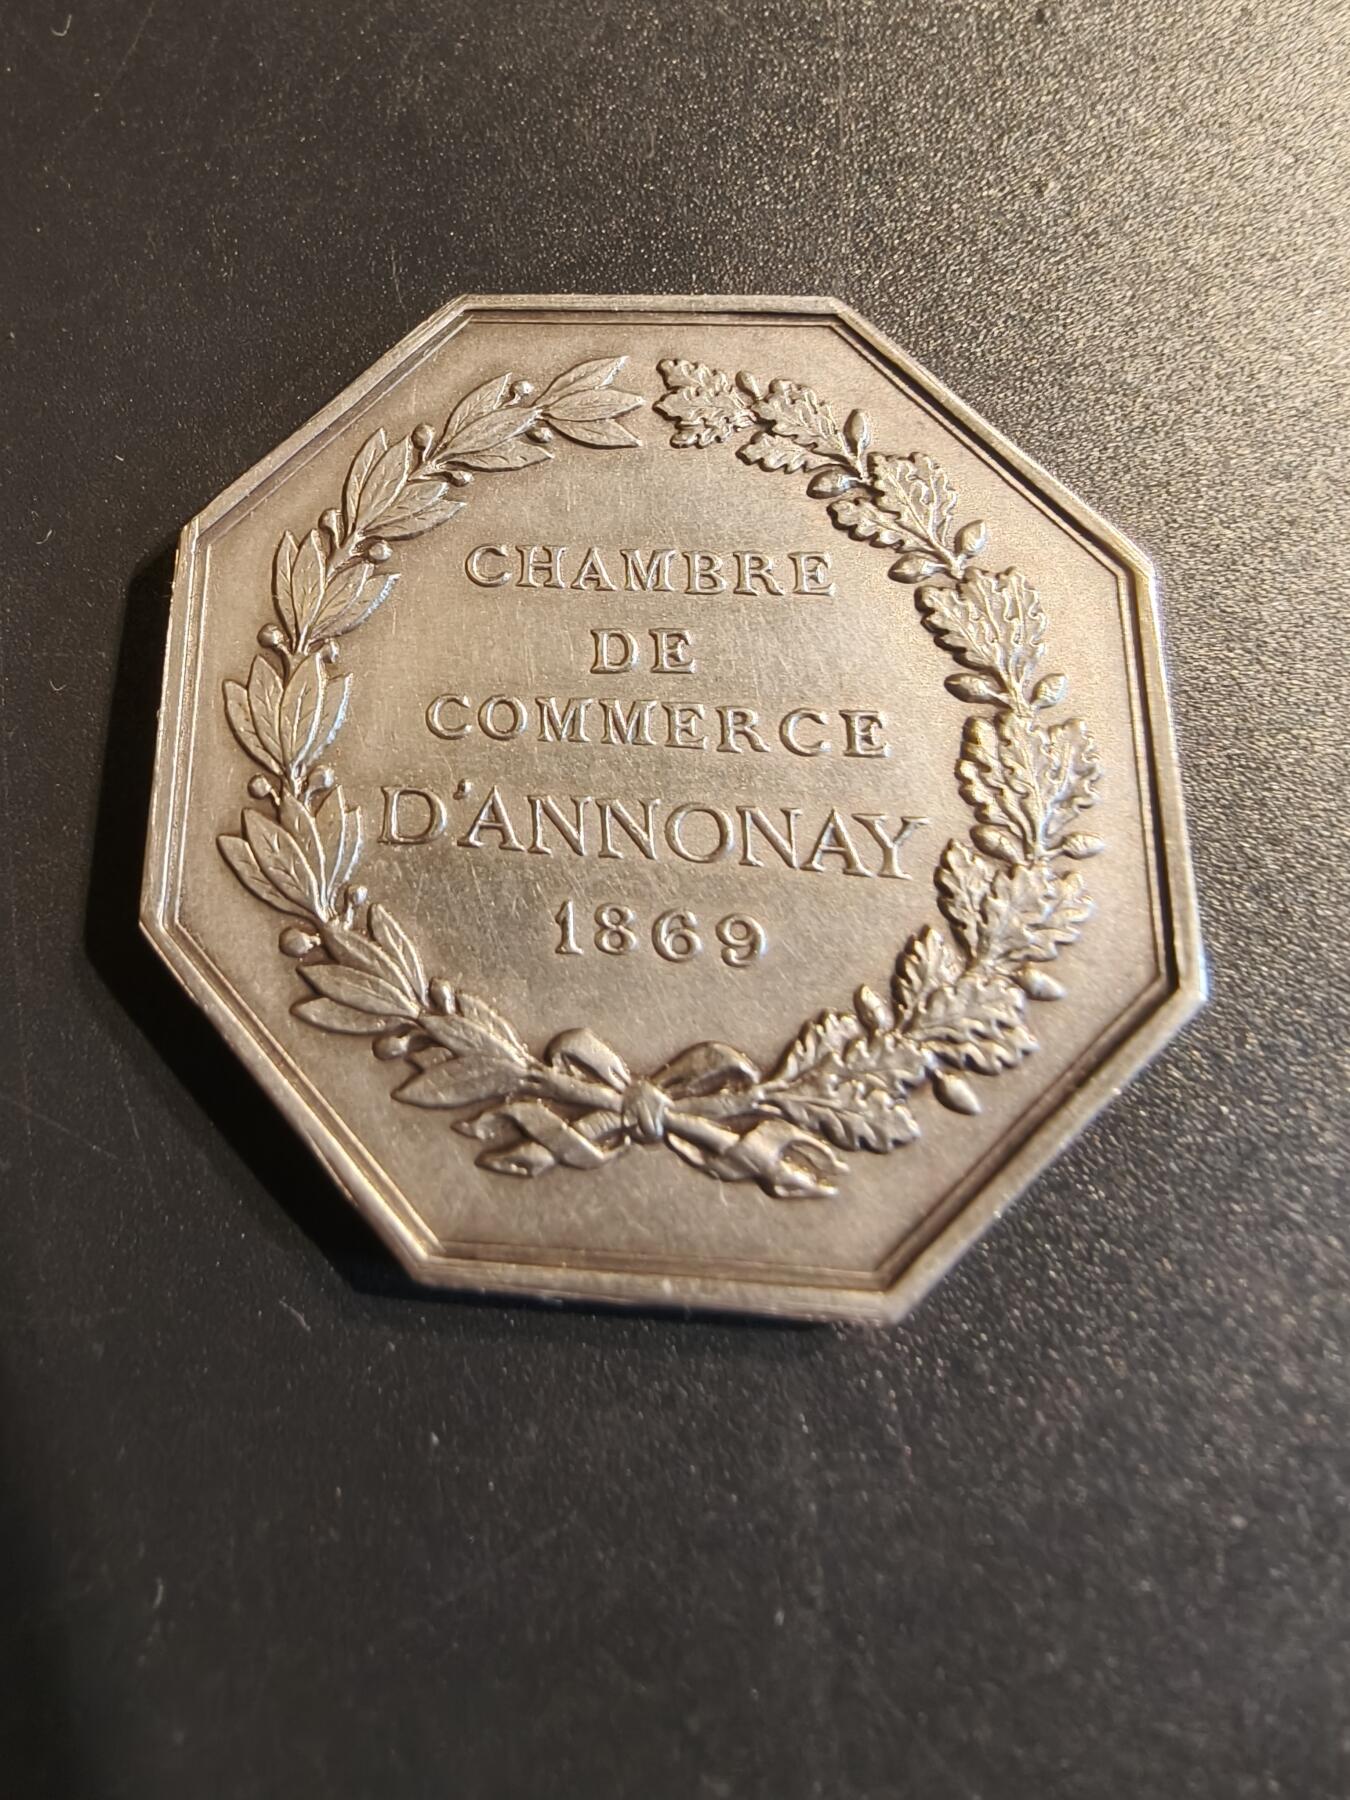 CHAMBRE
DE
COMMERCE
D'ANNONAY
1869